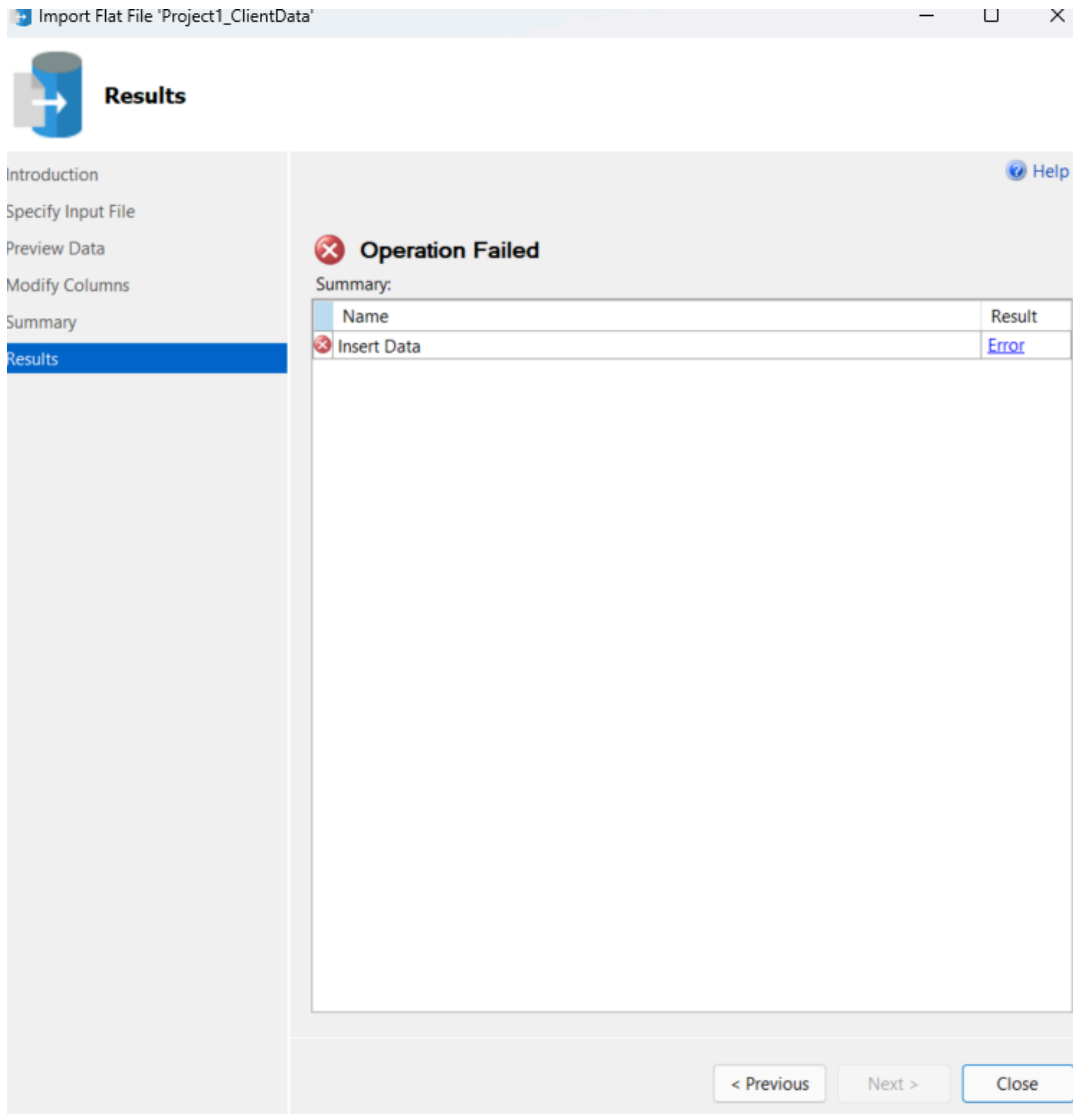 Import Flat File 'Project1_ClientData'
Results
Introduction
Help
Specify Input File
Preview Data
Operation Failed
Modify Columns
Summary:
Summary
Name Result
Insert Data Error
Results
< Previous Next > Close